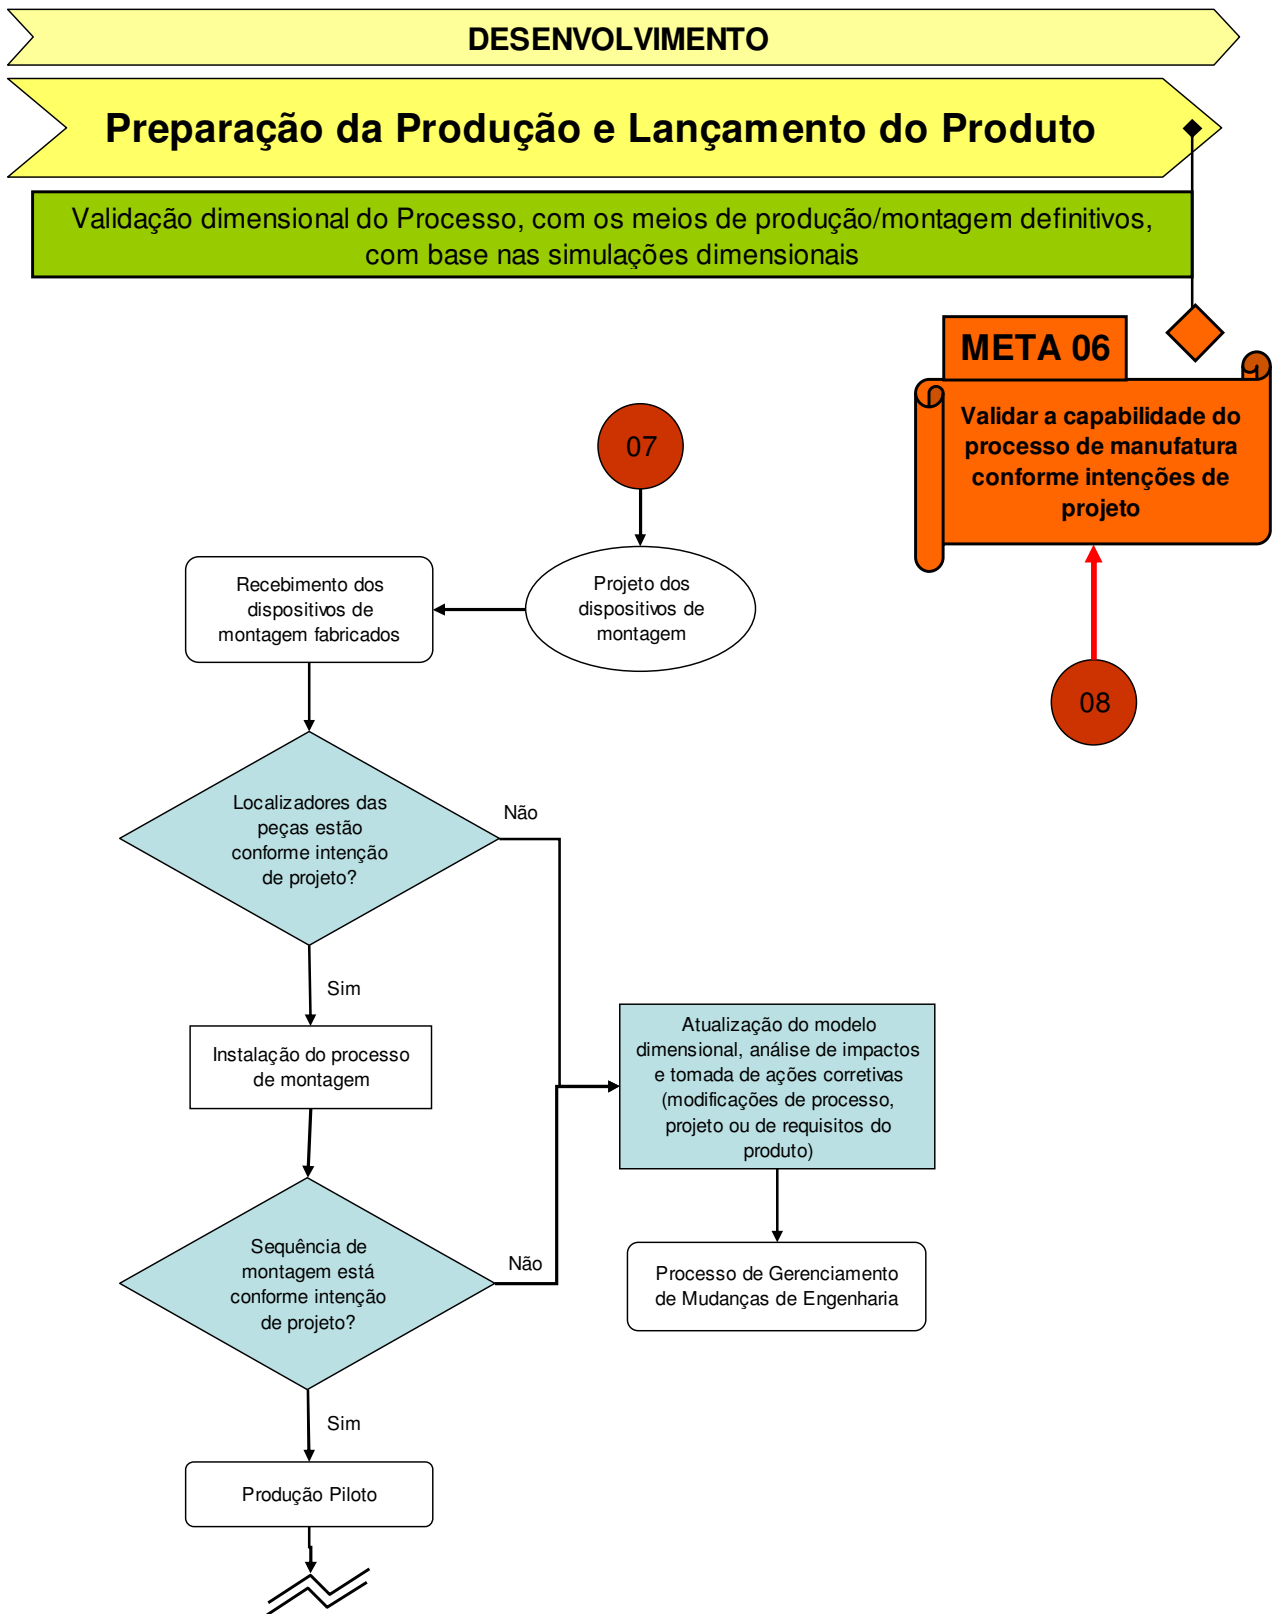 DESENVOLVIMENTO
Preparação da Produção e Lançamento do Produto
Validação dimensional do Processo, com os meios de produção/montagem definitivos,
com base nas simulações dimensionais
META 06
Validar a capabilidade do
processo de manufatura
conforme intenções de
projeto
07
Projeto dos
dispositivos de
montagem
Recebimento dos
dispositivos de
montagem fabricados
08
Localizadores das
peças estão
conforme intenção
de projeto?
Não
Sim
Instalação do processo
de montagem
Atualização do modelo
dimensional, análise de impactos
e tomada de ações corretivas
(modificações de processo,
projeto ou de requisitos do
produto)
Sequência de
montagem está
conforme intenção
de projeto?
Não
Processo de Gerenciamento
de Mudanças de Engenharia
Sim
Produção Piloto